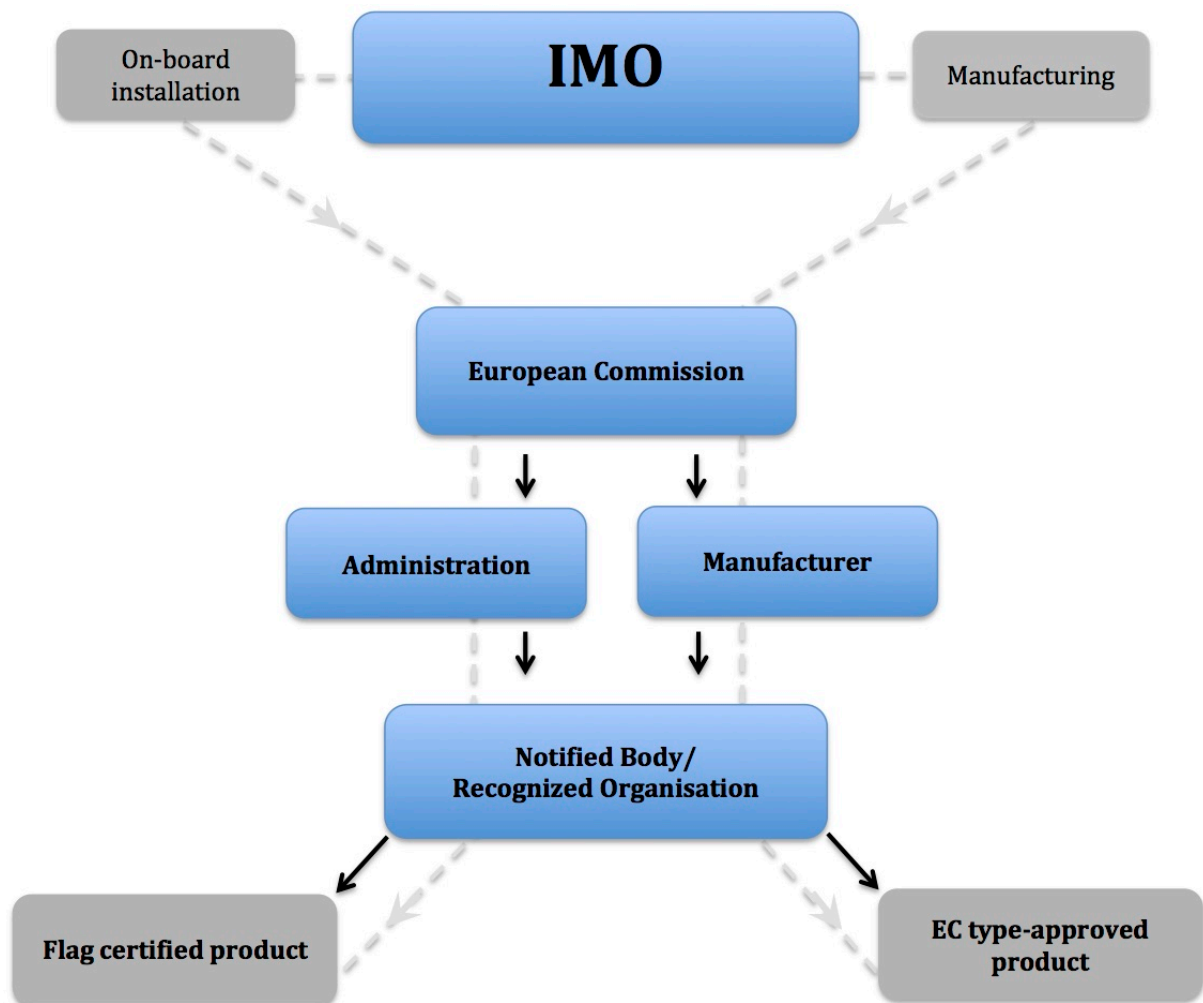 On-board
installation
IMO
Manufacturing
European Commission
Administration
Manufacturer
Notified Body/
Recognized Organisation
Flag certified product
EC type-approved
product